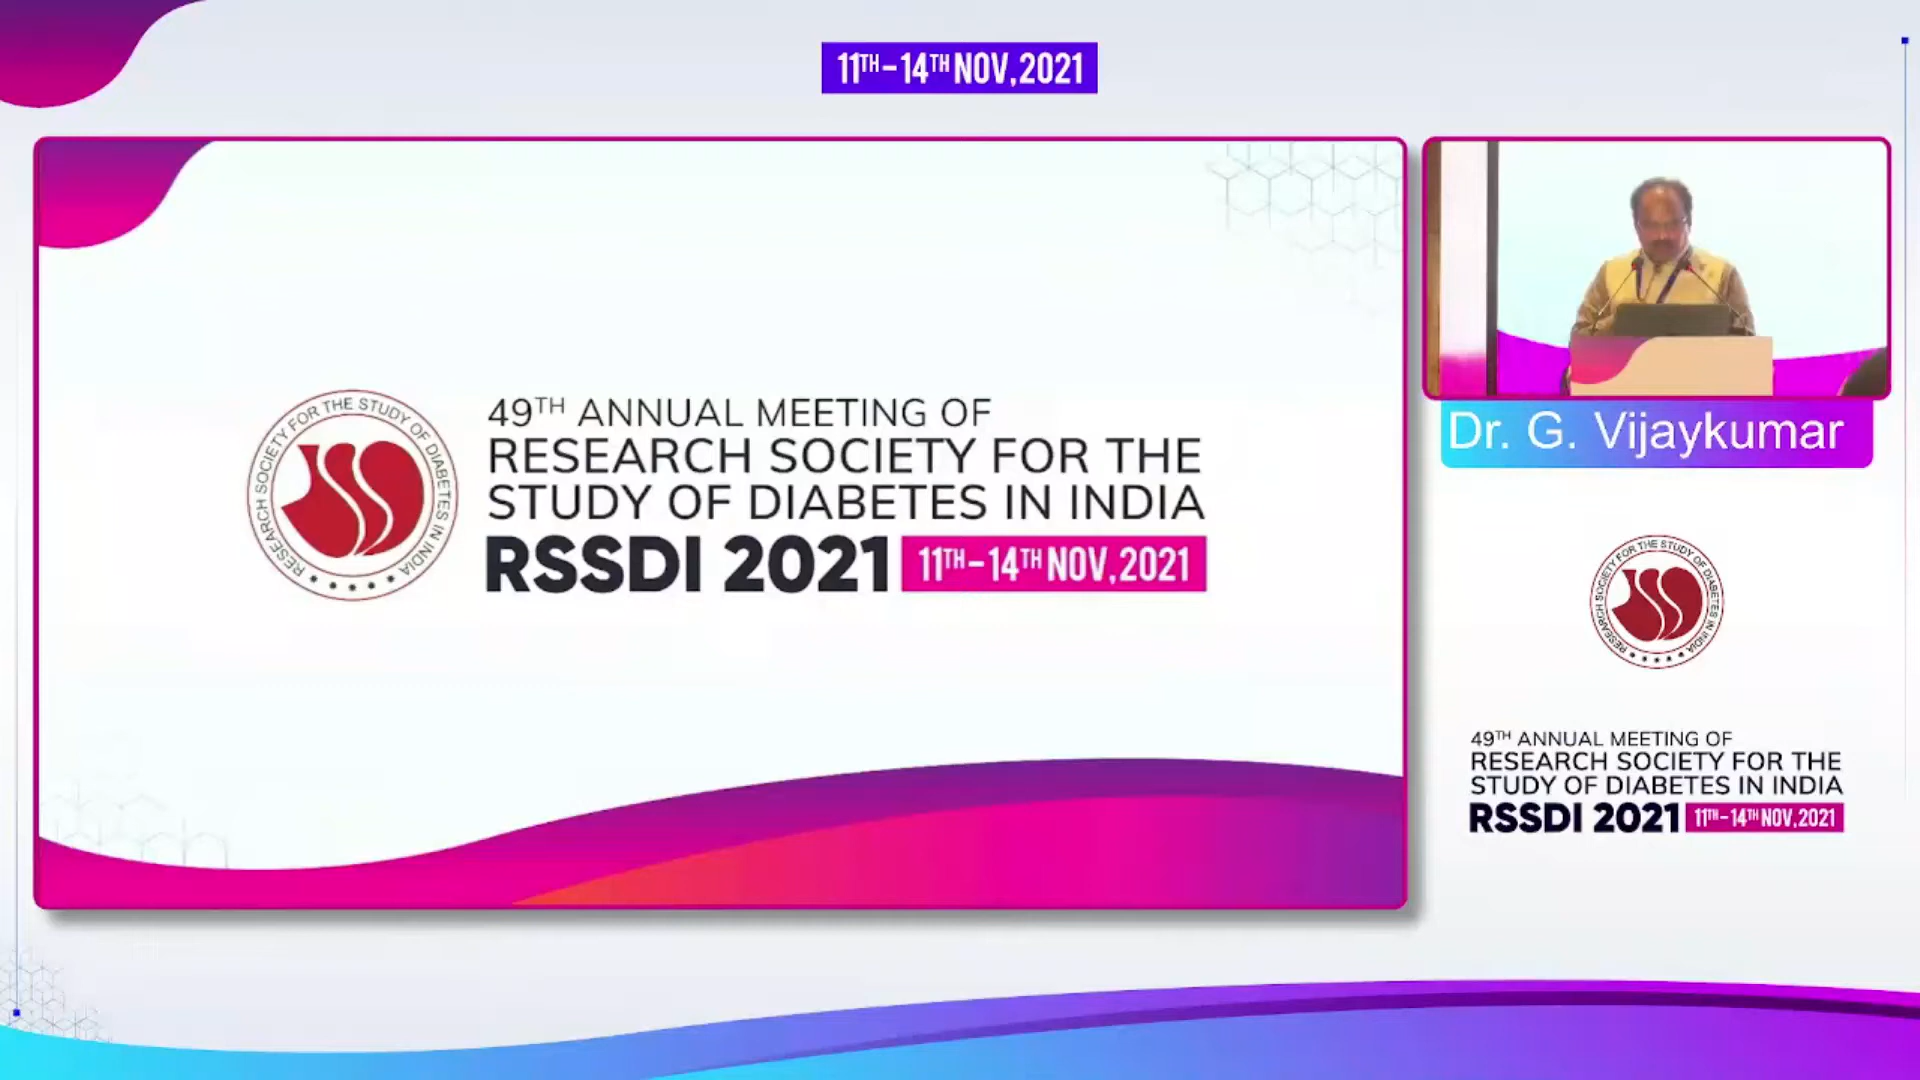 11TH-14TH NOV, 2021
RESEARCH SOCIETY FOR THE STUDY OF DIABETES IN INDIA
49TH ANNUAL MEETING OF
RESEARCH SOCIETY FOR THE
STUDY OF DIABETES IN INDIA
RSSDI 2021 11TH-14TH NOV, 2021
Dr. G. Vijaykumar
RESEARCH SOCIETY FOR THE STUDY OF DIABETES IN INDIA
49TH ANNUAL MEETING OF
RESEARCH SOCIETY FOR THE
STUDY OF DIABETES IN INDIA
RSSDI 2021 11TH-14TH NOV, 2021